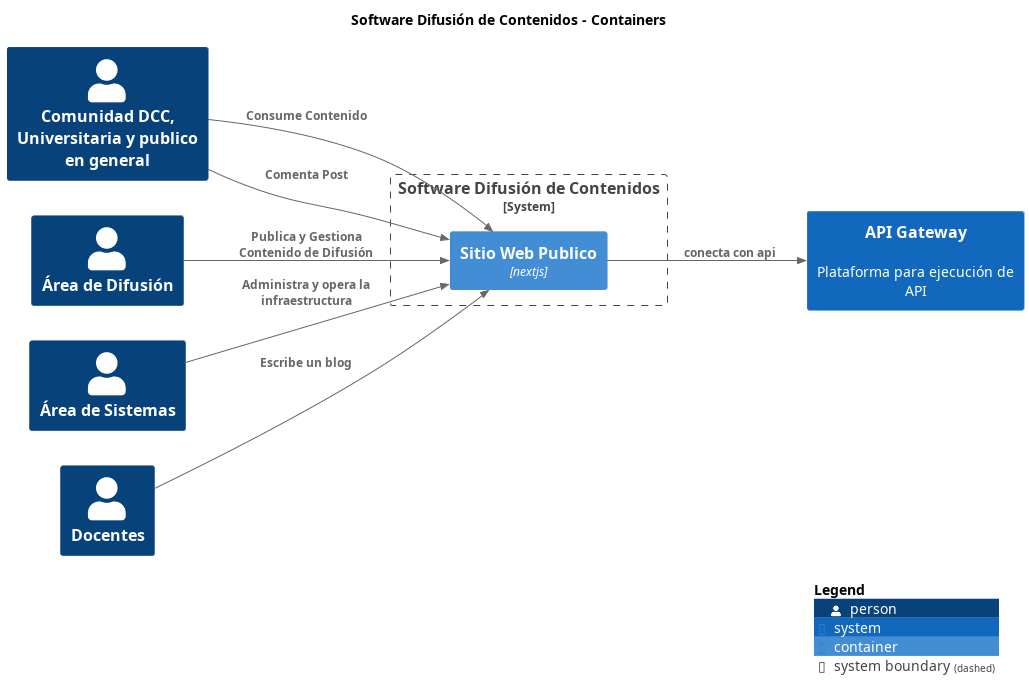 Software Difusión de Contenidos - Containers
Comunidad DCC,
Universitaria y publico
en general
Consume Contenido
Comenta Post
Software Difusión de Contenidos
[System]
Área de Difusión
Publica y Gestiona
Contenido de Difusión
Sitio Web Publico
[nextjs]
conecta con api
API Gateway
Plataforma para ejecución de
API
Administra y opera la
infraestructura
Área de Sistemas
Escribe un blog
Docentes
Legend
person
system
container
system boundary (dashed)